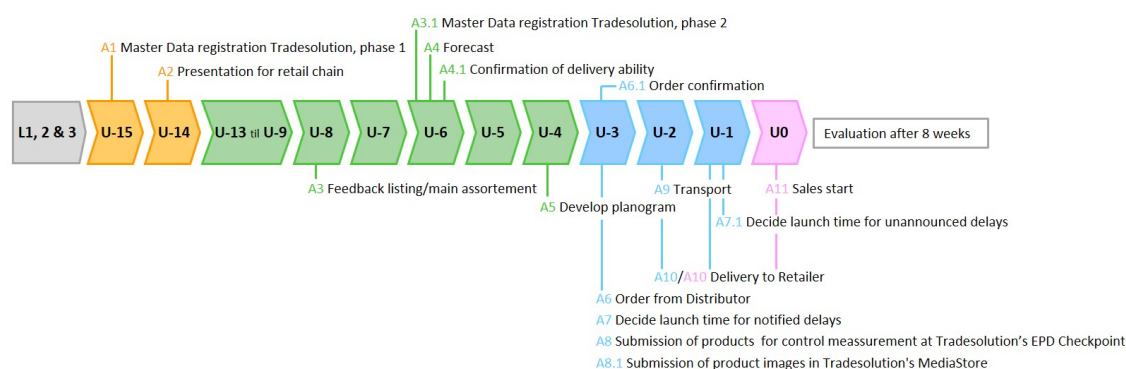 A3.1 Master Data registration Tradesolution, phase 2
A1 Master Data registration Tradesolution, phase 1
A4 Forecast
A2 Presentation for retail chain
A4.1 Confirmation of delivery ability
A6.1 Order confirmation
L1, 2 & 3
U-15
U-14
U-13 til U-9
U-8
U-7
U-6
U-5
U-4
U-3
U-2
U-1
U0
Evaluation after 8 weeks
A3 Feedback listing/main assortement
A9 Transport
A11 Sales start
A5 Develop planogram
A7.1 Decide launch time for unannounced delays
A10/A10 Delivery to Retailer
A6 Order from Distributor
A7 Decide launch time for notified delays
A8 Submission of products for control meassurement at Tradesolution’s EPD Checkpoint
A8.1 Submission of product images in Tradesolution's MediaStore